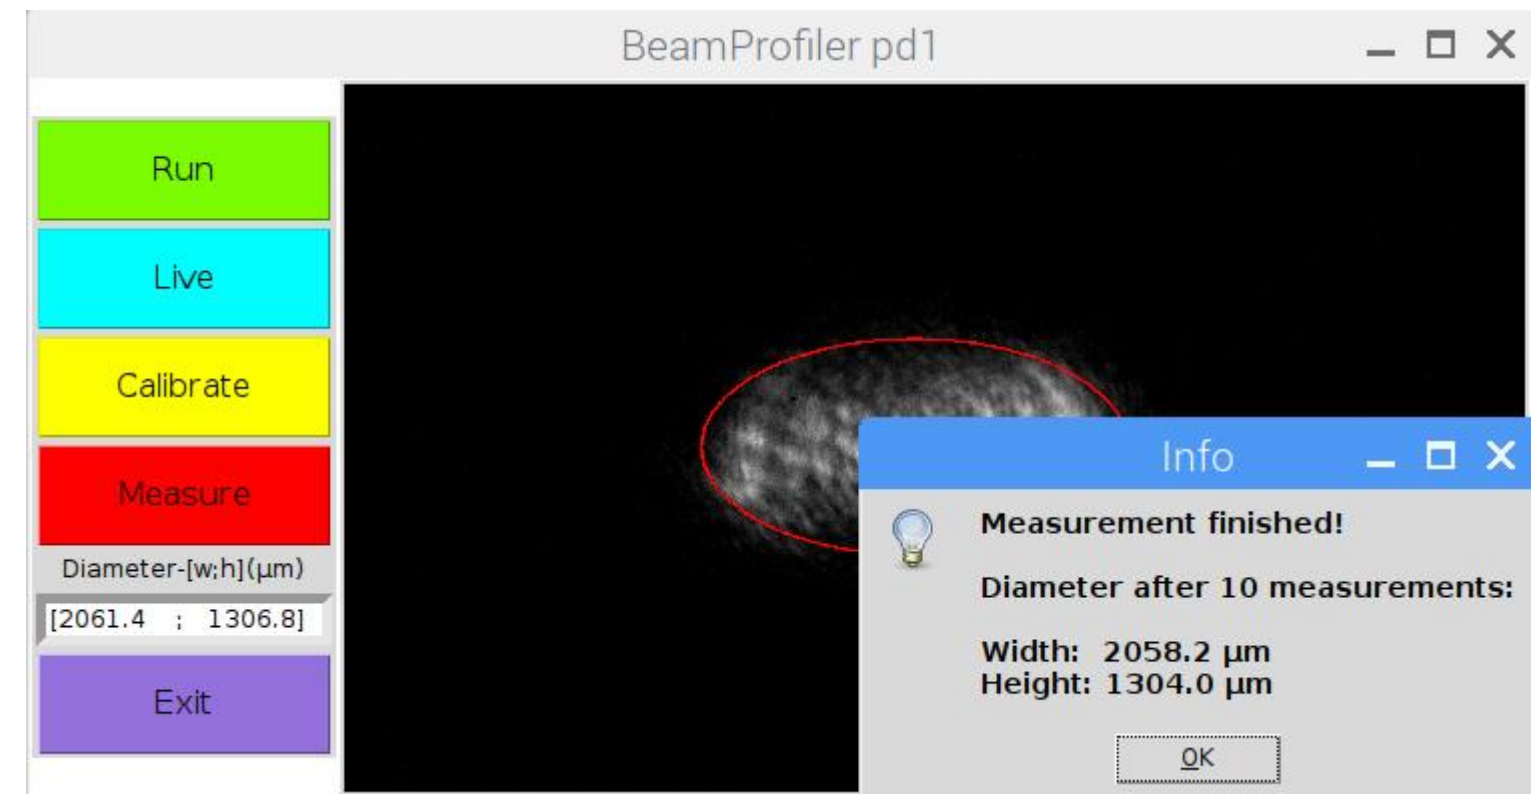 BeamProfiler pd1
Run
Live
Calibrate
Measure
Diameter-[w;h](μm)
[2061.4 ; 1306.8]
Exit
Info
Measurement finished!
Diameter after 10 measurements:
Width: 2058.2 μm
Height: 1304.0 μm
OK